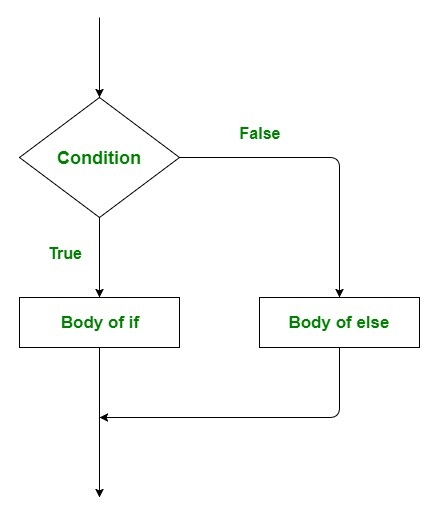 False
Condition
True
Body of if
Body of else